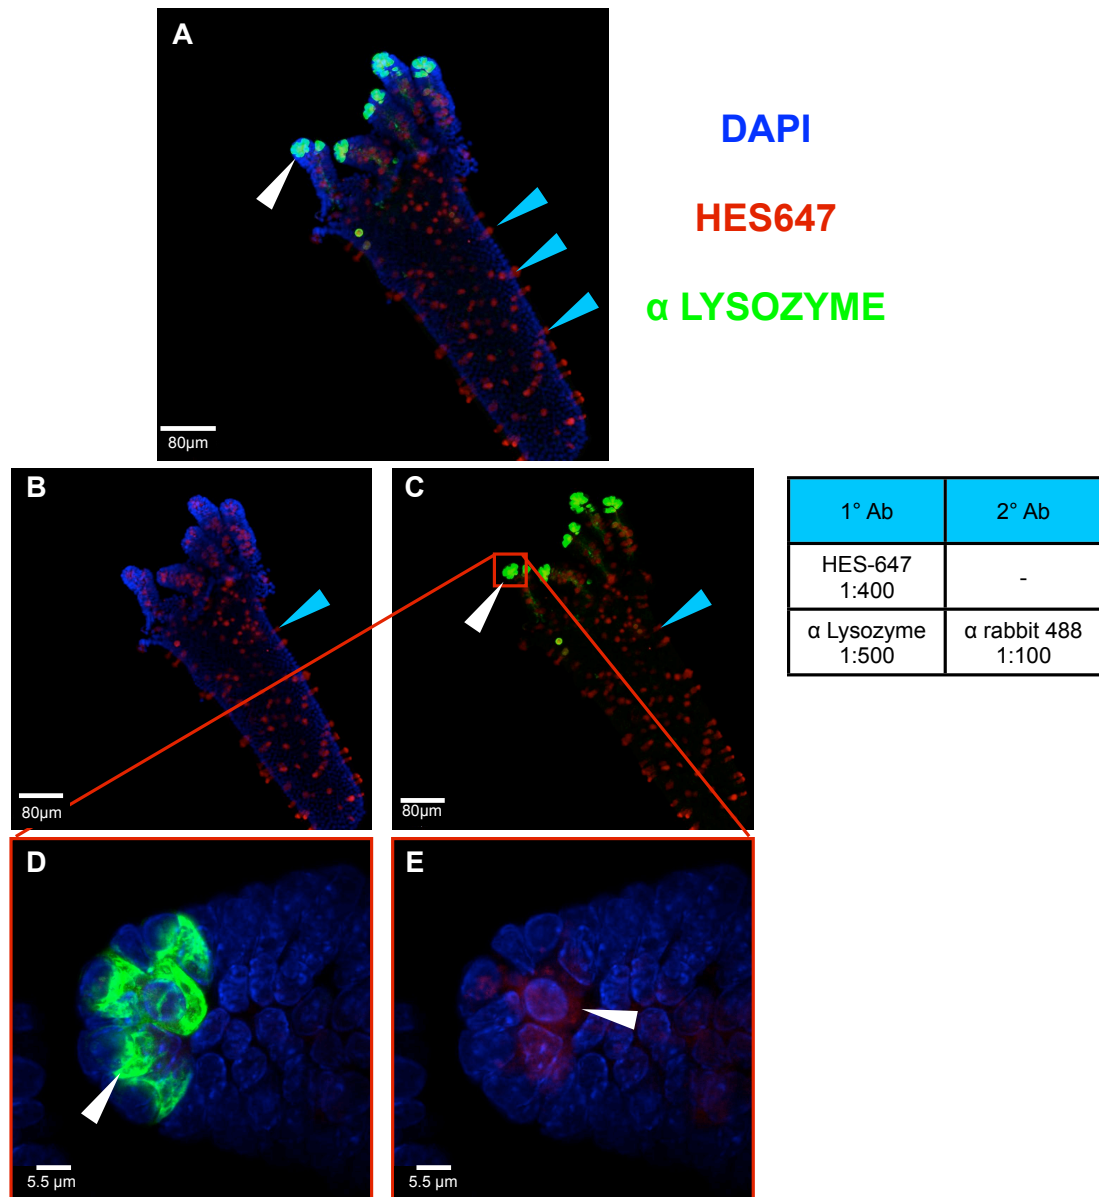 A
DAPI
HES647
α LYSOZYME
80µm
B
C
1° Ab
2° Ab
HES-647
1:400
-
α Lysozyme
1:500
α rabbit 488
1:100
80µm
80µm
D
E
5.5 µm
5.5 µm